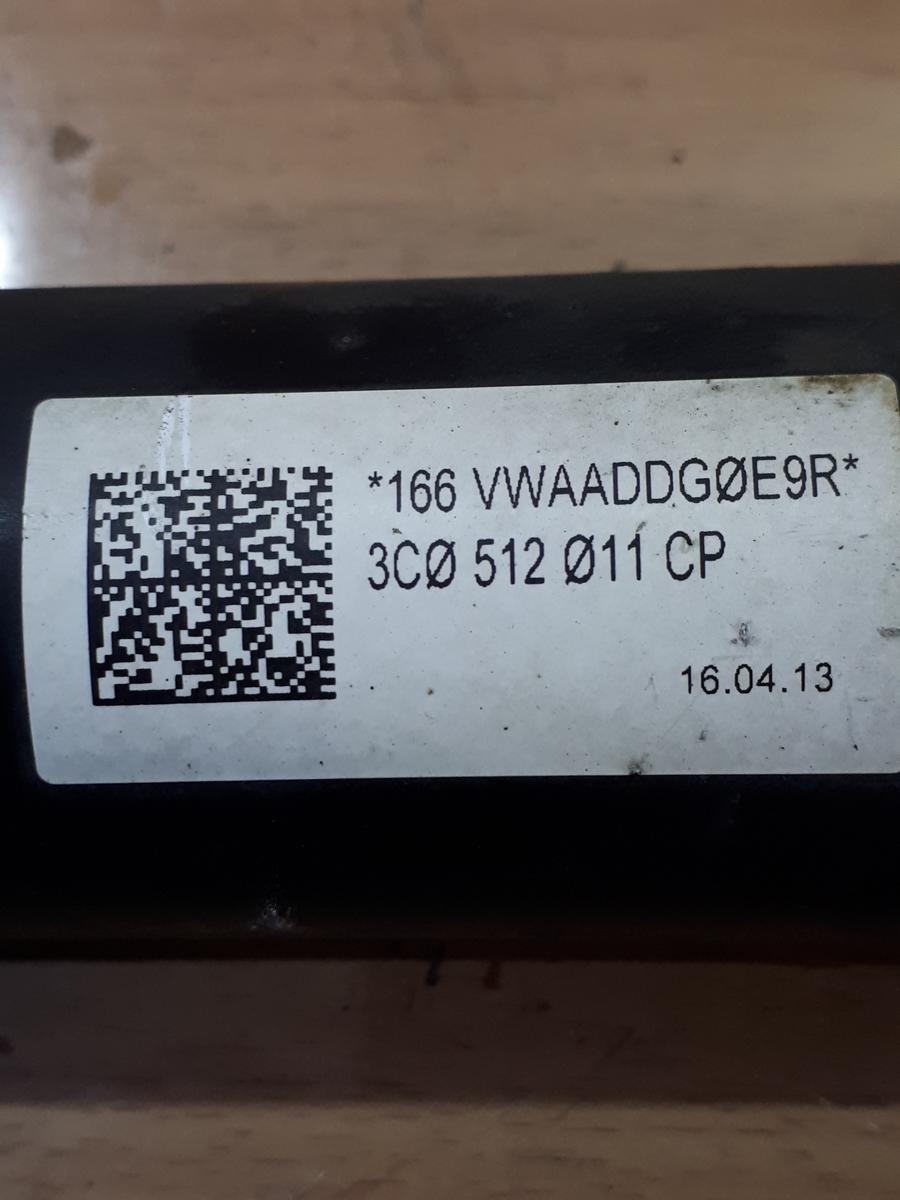 *166 VWAADDGØE9R*
3CØ 512 Ø11 CP
16.04.13